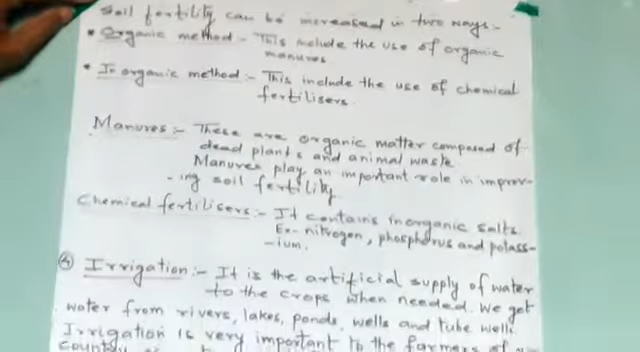 Soil fertility can be increased in two ways:-
* Organic method:- This include the use of organic
manures
* In organic method:- This include the use of chemical
fertilisers.
Manures:- These are organic matter composed of
dead plants and animal waste
Manures play an important role in improv-
-ing soil fertility
Chemical fertilisers:- It contains inorganic salts.
Ex- nitrogen, phosphorus and potass-
-ium.
④ Irrigation:- It is the artificial supply of water
to the crops when needed. We get
water from rivers, lakes, ponds, wells and tube well.
Irrigation is very important to the farmers of
country